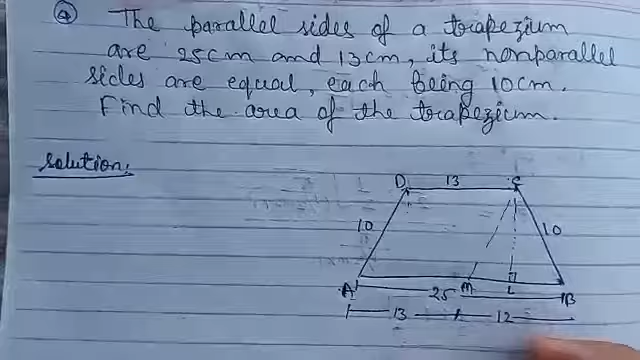 Q The parallel sides of a trapezium
are 25cm and 13cm, its nonparallel
sides are equal, each being 10cm.
Find the area of the trapezium.
Solution:
D 13 C
10 10
A 25 M L B
13 12